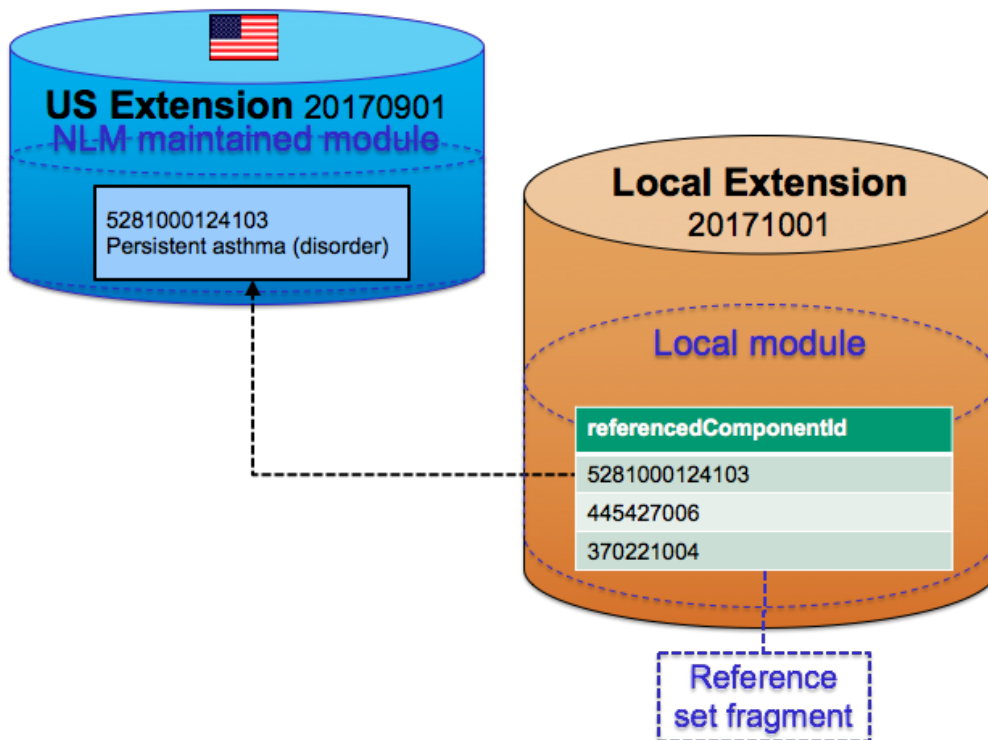 US Extension 20170901
NLM maintained module
5281000124103
Persistent asthma (disorder)
Local Extension
20171001
Local module
referencedComponentId
5281000124103
445427006
370221004
Reference
set fragment